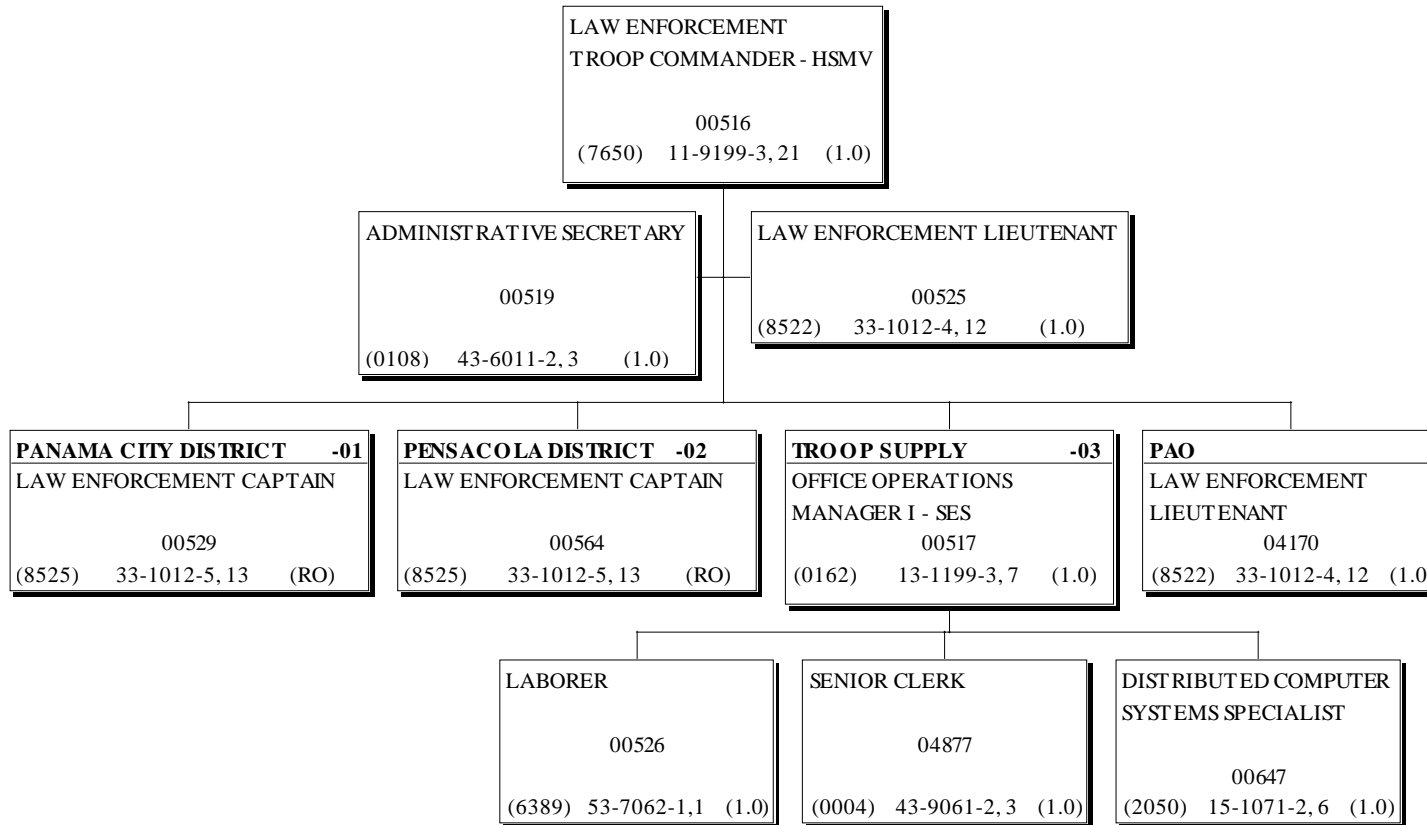 LAW ENFORCEMENT
TROOP COMMANDER - HSMV
00516
(7650) 11-9199-3, 21 (1.0)
ADMINISTRATIVE SECRETARY
00519
(0108) 43-6011-2, 3 (1.0)
LAW ENFORCEMENT LIEUTENANT
00525
(8522) 33-1012-4, 12 (1.0)
PANAMA CITY DISTRICT -01
LAW ENFORCEMENT CAPTAIN
00529
(8525) 33-1012-5, 13 (RO)
PENSACOLA DISTRICT -02
LAW ENFORCEMENT CAPTAIN
00564
(8525) 33-1012-5, 13 (RO)
TROOP SUPPLY -03
OFFICE OPERATIONS
MANAGER I - SES
00517
(0162) 13-1199-3, 7 (1.0)
PAO
LAW ENFORCEMENT
LIEUTENANT
04170
(8522) 33-1012-4, 12 (1.0
LABORER
00526
(6389) 53-7062-1,1 (1.0)
SENIOR CLERK
04877
(0004) 43-9061-2, 3 (1.0)
DISTRIBUTED COMPUTER
SYSTEMS SPECIALIST
00647
(2050) 15-1071-2, 6 (1.0)